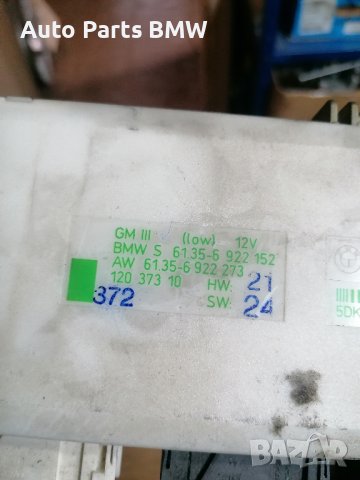 Auto Parts BMW
GM III (low) 12V
BMW S 61.35-6 922 152
AW 61.35-6 922 273
120 373 10 HW: 21
372 SW: 24
5DK
BAZAR